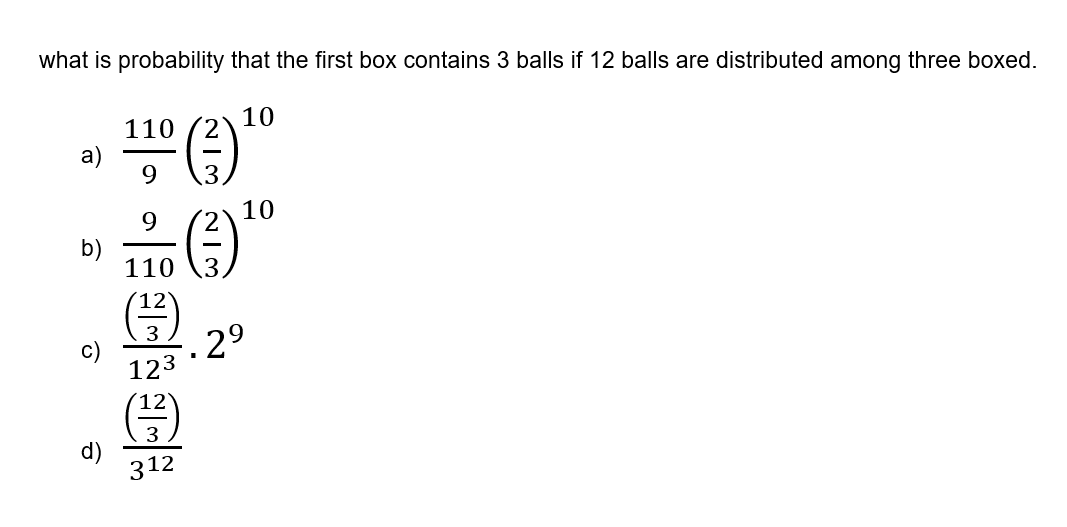 what is probability that the first box contains 3 balls if 12 balls are distributed among three boxed.
a) \frac{110}{9}\left(\frac{2}{3}\right)^{10}
b) \frac{9}{110}\left(\frac{2}{3}\right)^{10}
c) \frac{\left(\frac{12}{3}\right)}{12^3}.2^9
d) \frac{\left(\frac{12}{3}\right)}{3^{12}}